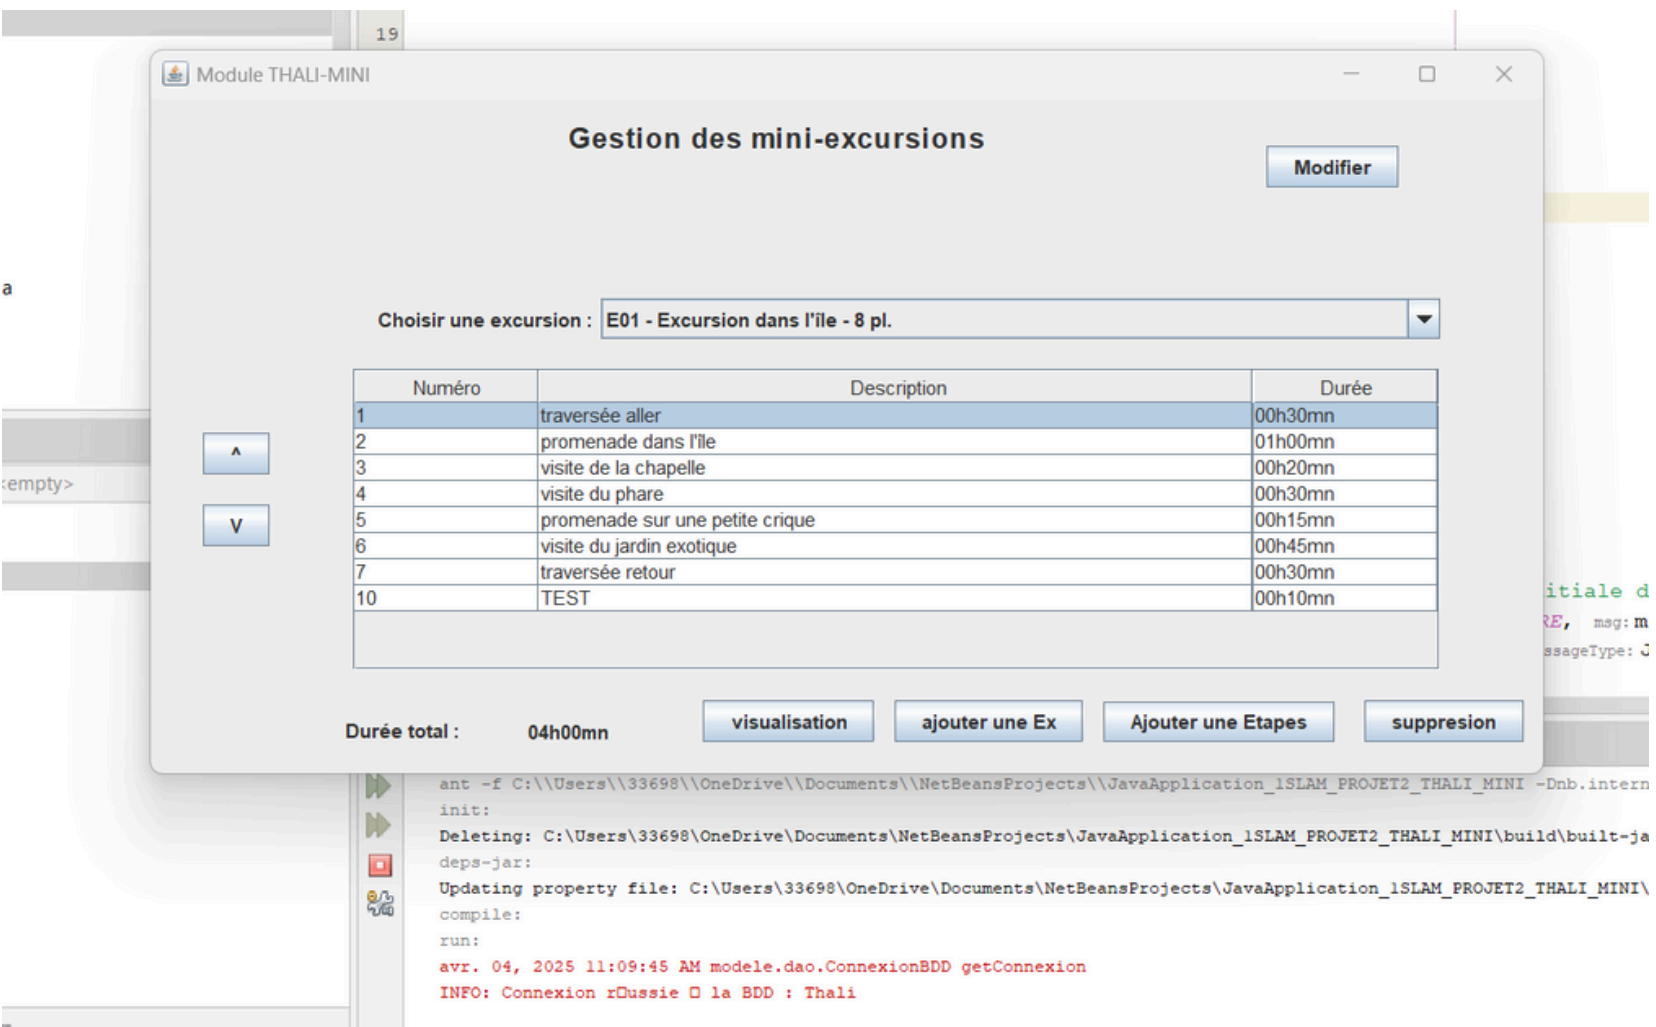 19
Module THALI-MINI
Gestion des mini-excursions
Modifier
a
Choisir une excursion : E01 - Excursion dans l'île - 8 pl.
Numéro Description Durée
1 traversée aller 00h30mn
2 promenade dans l'île 01h00mn
^
3 visite de la chapelle 00h20mn
<empty>
4 visite du phare 00h30mn
5 promenade sur une petite crique 00h15mn
V
6 visite du jardin exotique 00h45mn
7 traversée retour 00h30mn
10 TEST 00h10mn
itiale d
RE, msg: m
ssageType: J
Durée total : 04h00mn visualisation ajouter une Ex Ajouter une Etapes suppresion
ant -f C:\\Users\\33698\\OneDrive\\Documents\\NetBeansProjects\\JavaApplication_1SLAM_PROJET2_THALI_MINI -Dnb.intern
init:
Deleting: C:\Users\33698\OneDrive\Documents\NetBeansProjects\JavaApplication_1SLAM_PROJET2_THALI_MINI\build\built-ja
deps-jar:
Updating property file: C:\Users\33698\OneDrive\Documents\NetBeansProjects\JavaApplication_1SLAM_PROJET2_THALI_MINI\
compile:
run:
avr. 04, 2025 11:09:45 AM modele.dao.ConnexionBDD getConnexion
INFO: Connexion r□ussie □ la BDD : Thali